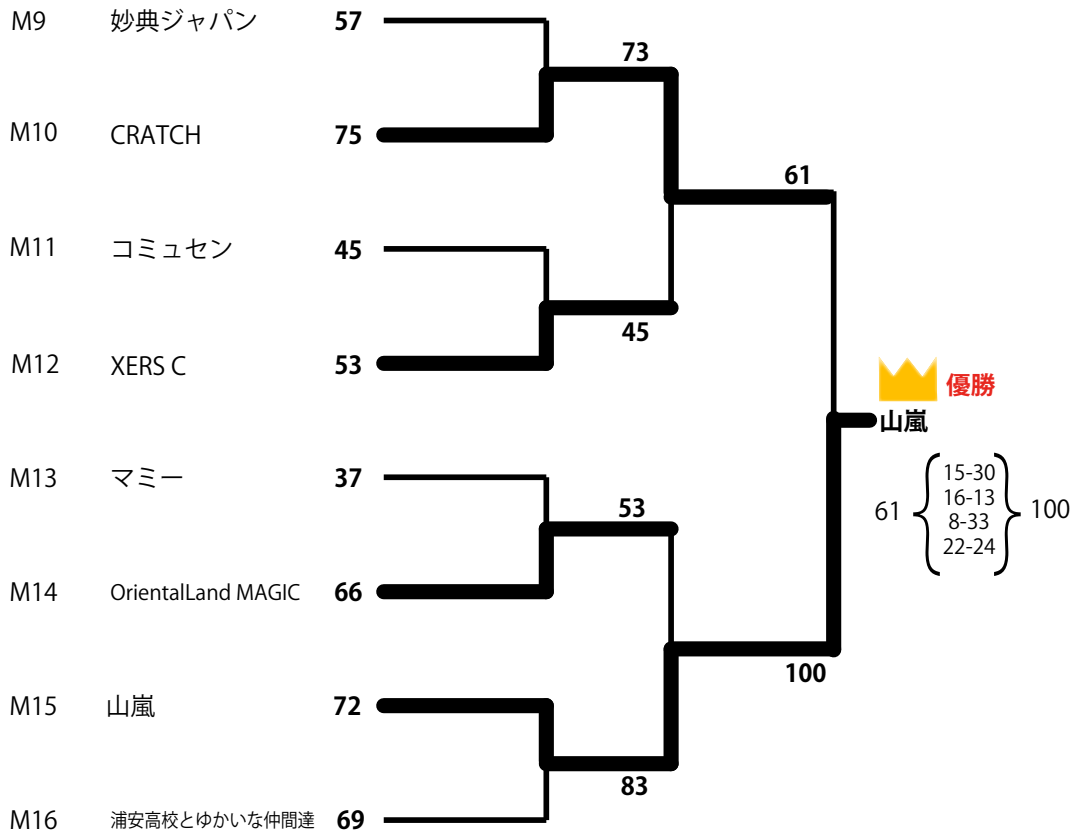 M9 妙典ジャパン 57
73
M10 CRATCH 75
61
M11 コミュセン 45
45
M12 XERS C 53
優勝
山嵐
M13 マミー 37
53
61 15-30 100
16-13
8-33
22-24
M14 OrientalLand MAGIC 66
100
M15 山嵐 72
83
M16 浦安高校とゆかいな仲間達 69